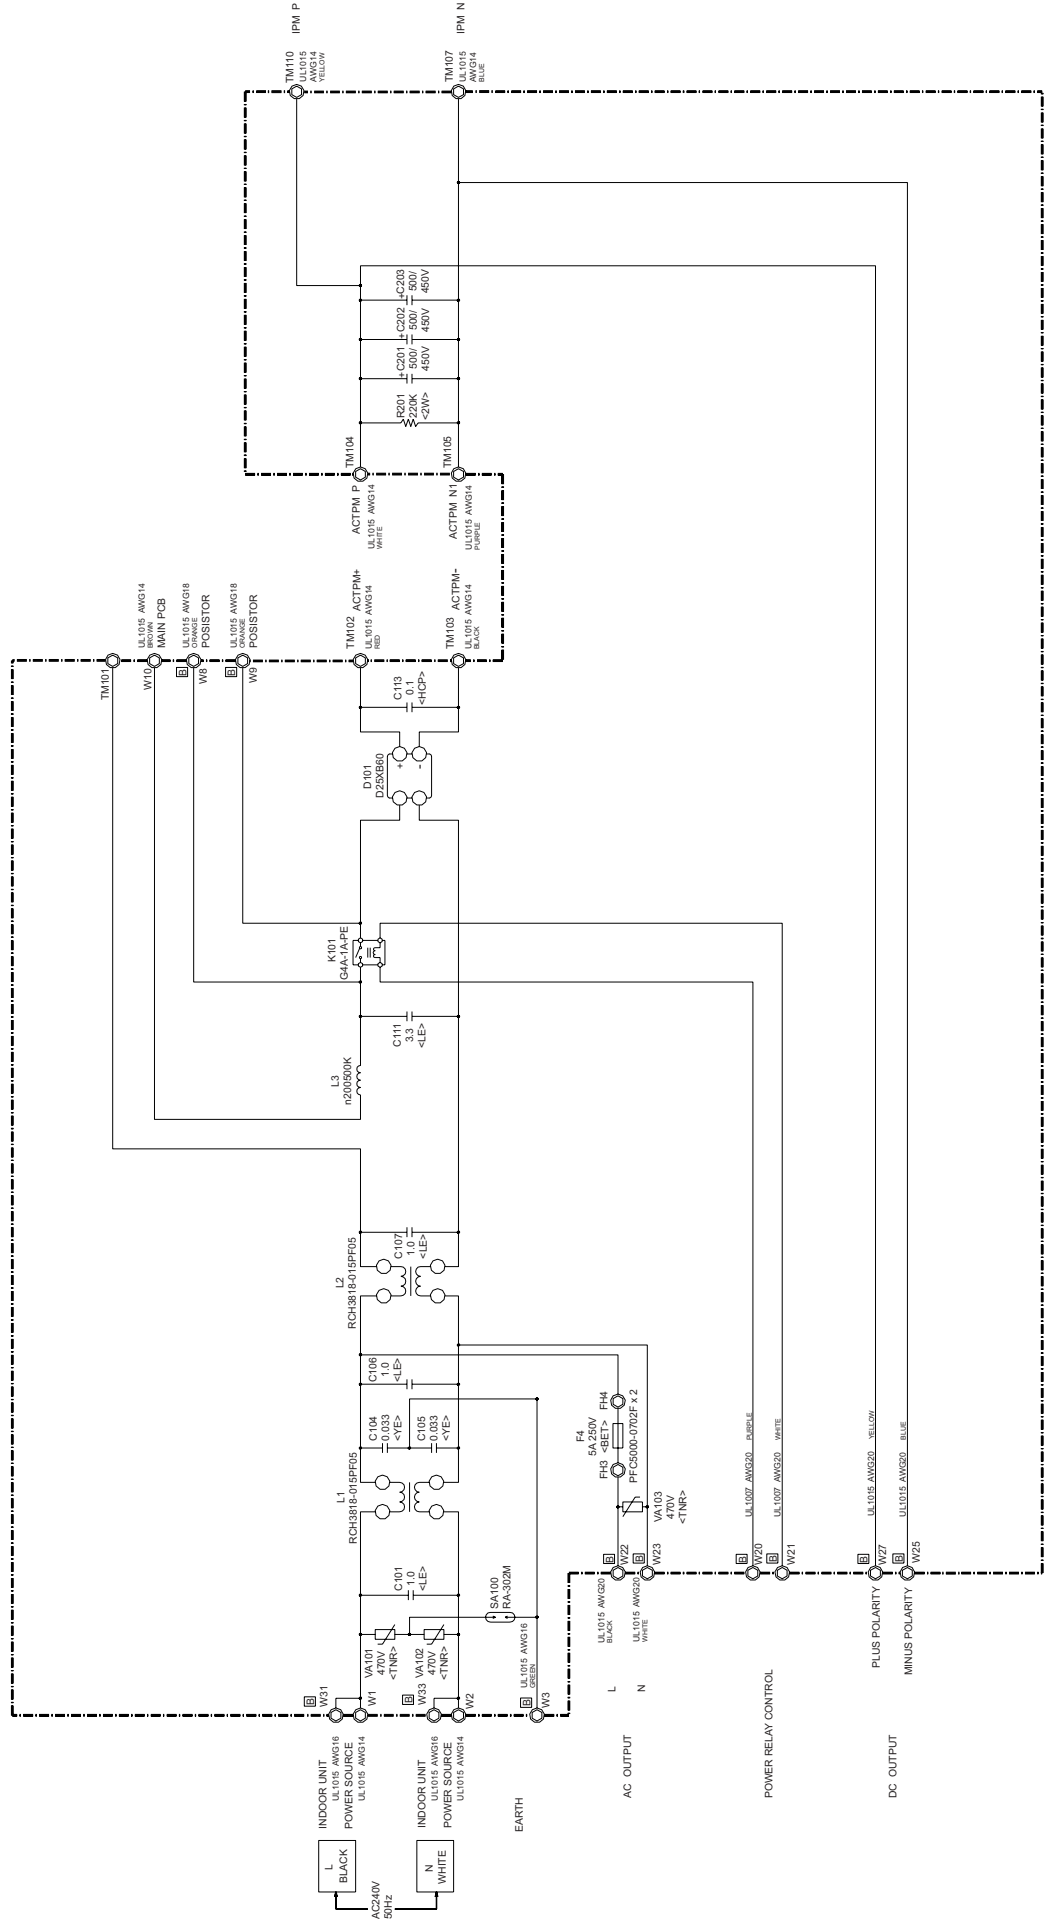 AC240V
50Hz
L
BLACK
N
WHITE
INDOOR UNIT
UL1015 AWG16
POWER SOURCE
UL1015 AWG14
INDOOR UNIT
UL1015 AWG16
POWER SOURCE
UL1015 AWG14
EARTH
B
W31
W1
B
W33
W2
UL1015 AWG16
GREEN
B
W3
VA101
470V
<TNR>
VA102
470V
<TNR>
C101
1.0
<LE>
SA100
RA-302M
L1
RCH3818-015PF05
C104
0.033
<YE>
C105
0.033
<YE>
C106
1.0
<LE>
L2
RCH3818-015PF05
C107
1.0
<LE>
L3
n200500K
C111
3.3
<LE>
K101
G4A-1A-PE
D101
D25XB60
+
-
C113
0.1
<HCP>
TM101
W10
UL1015 AWG14
BROWN
MAIN PCB
B
W8
UL1015 AWG18
ORANGE
POSISTOR
B
W9
UL1015 AWG18
ORANGE
POSISTOR
TM102 ACTPM+
UL1015 AWG14
RED
TM103 ACTPM-
UL1015 AWG14
BLACK
ACTPM P
UL1015 AWG14
WHITE
TM104
ACTPM N1
UL1015 AWG14
PURPLE
TM105
R201
220K
<2W>
+C201
500/
450V
+C202
500/
450V
+C203
500/
450V
TM110
UL1015
AWG14
YELLOW
IPM P
TM107
UL1015
AWG14
BLUE
IPM N
AC OUTPUT
L
N
UL1015 AWG20
BLACK
B
W22
UL1015 AWG20
WHITE
B
W23
VA103
470V
<TNR>
F4
5A 250V
FH3 <BET> FH4
PFC5000-0702F x 2
POWER RELAY CONTROL
B
W20
UL1007 AWG20 PURPLE
B
W21
UL1007 AWG20 WHITE
DC OUTPUT
PLUS POLARITY
B
W27
UL1015 AWG20 YELLOW
MINUS POLARITY
B
W25
UL1015 AWG20 BLUE